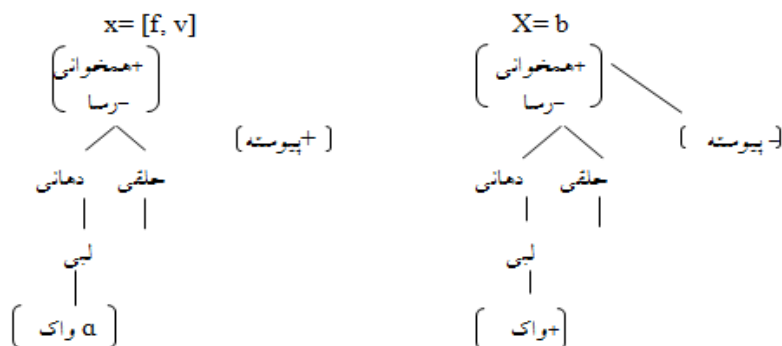 x= [f, v] X= b
+همخوانی +همخوانی
–رسا –رسا
[+پیوسته] [– پیوسته]
دهانی حلقی دهانی حلقی
لبی لبی
[α واک] [+واک]